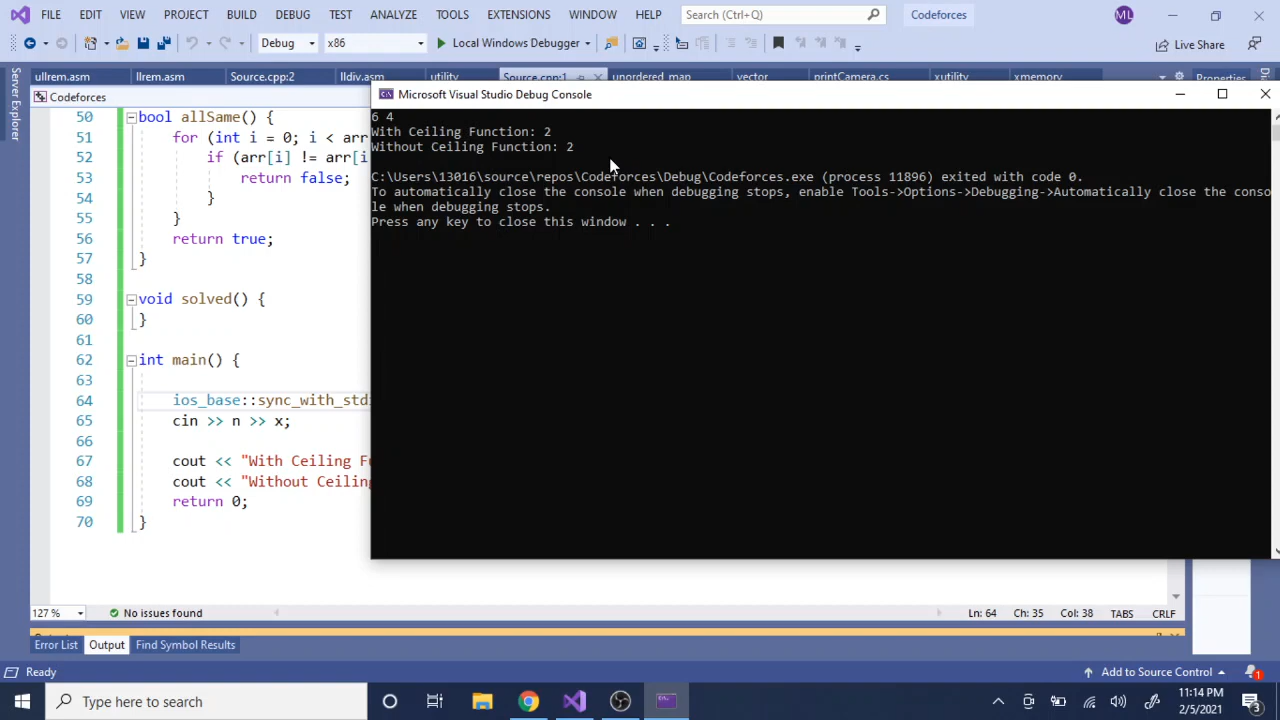 FILE EDIT VIEW PROJECT BUILD DEBUG TEST ANALYZE TOOLS EXTENSIONS WINDOW HELP Search (Ctrl+Q) Codeforces ML
Debug x86 Local Windows Debugger Live Share
ullrem.asm llrem.asm Source.cpp:2 lldiv.asm utility Source.cpp:1 unordered_map vector printCamera.cs xutility xmemory Properties
Server Explorer
Codeforces
Microsoft Visual Studio Debug Console
6 4
With Ceiling Function: 2
Without Ceiling Function: 2
C:\Users\13016\source\repos\Codeforces\Debug\Codeforces.exe (process 11896) exited with code 0.
To automatically close the console when debugging stops, enable Tools->Options->Debugging->Automatically close the conso
le when debugging stops.
Press any key to close this window . . .
50 bool allSame() {
51 for (int i = 0; i < arr
52 if (arr[i] != arr[i
53 return false;
54 }
55 }
56 return true;
57 }
58
59 void solved() {
60 }
61
62 int main() {
63
64 ios_base::sync_with_std
65 cin >> n >> x;
66
67 cout << "With Ceiling F
68 cout << "Without Ceiling
69 return 0;
70 }
127 % No issues found Ln: 64 Ch: 35 Col: 38 TABS CRLF
Error List Output Find Symbol Results
Ready Add to Source Control 1
Type here to search 11:14 PM
2/5/2021 3